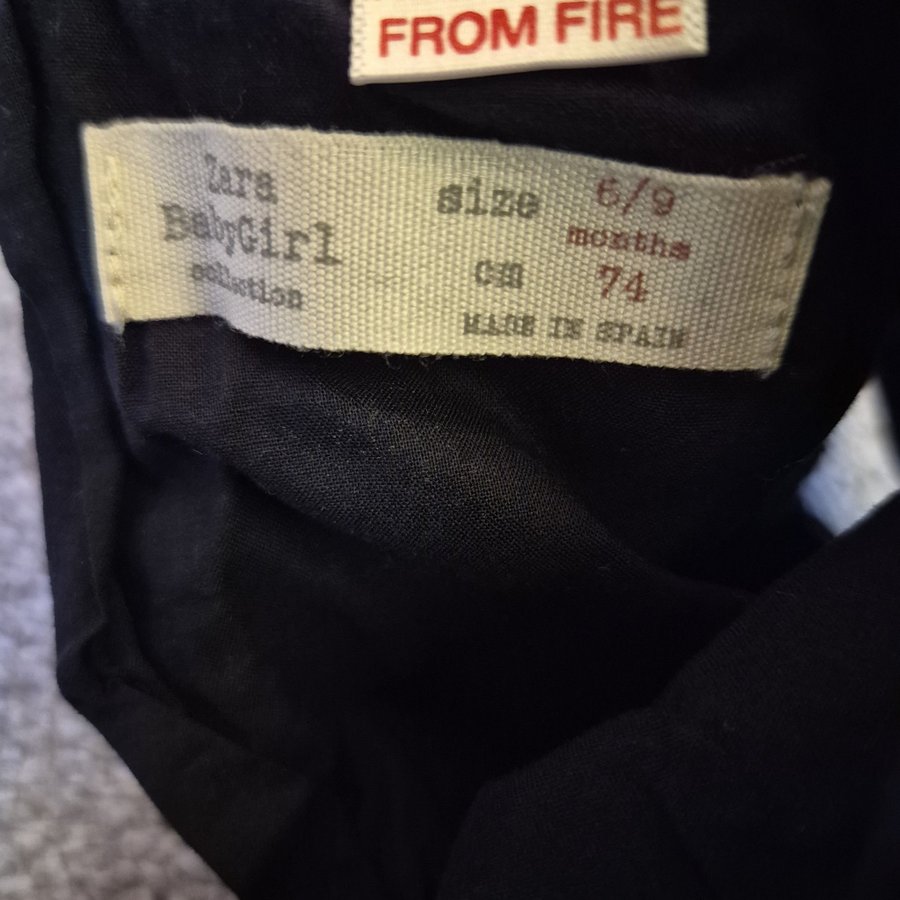 FROM FIRE
Zara
BabyGirl
collection
size 6/9
months
cm 74
MADE IN SPAIN